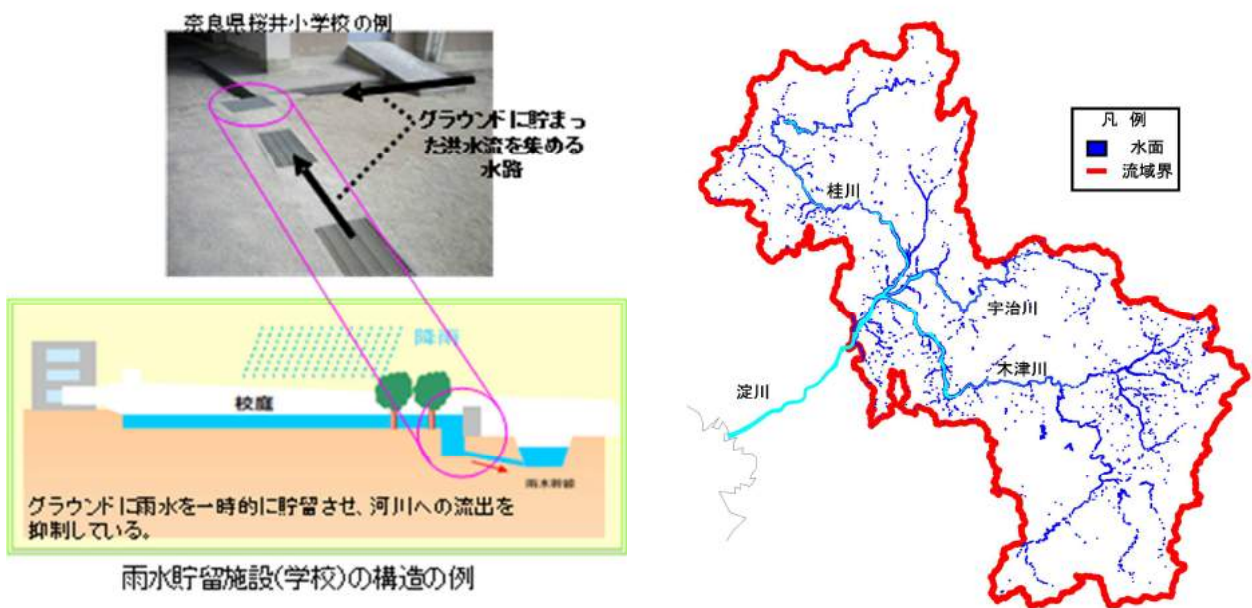 奈良県桜井小学校の例
グラウンドに貯まっ
た洪水流を集める
水路
降雨
校庭
雨水幹線
グラウンドに雨水を一時的に貯留させ、河川への流出を
抑制している。
雨水貯留施設(学校)の構造の例
凡 例
水面
流域界
桂川
宇治川
木津川
淀川